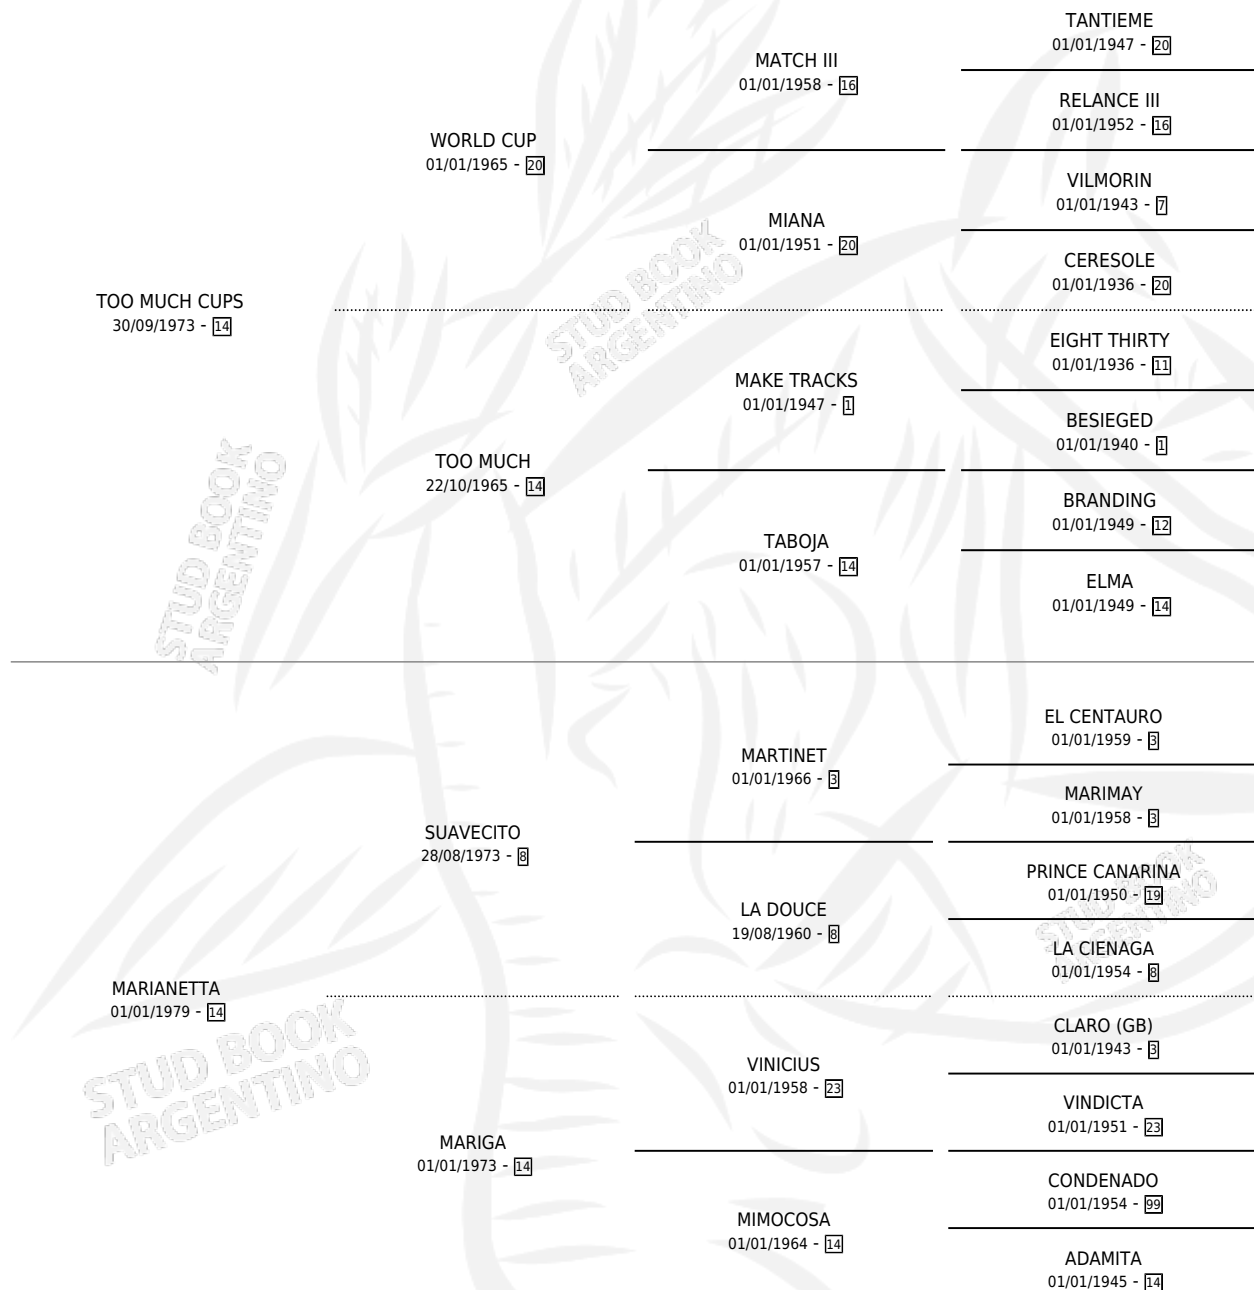 TANTIEME
01/01/1947 - 20
MATCH III
01/01/1958 - 16
RELANCE III
01/01/1952 - 16
WORLD CUP
01/01/1965 - 20
VILMORIN
01/01/1943 - 7
MIANA
01/01/1951 - 20
CERESOLE
01/01/1936 - 20
STUD BOOK
ARGENTINO
TOO MUCH CUPS
30/09/1973 - 14
EIGHT THIRTY
01/01/1936 - 11
MAKE TRACKS
01/01/1947 - 1
BESIEGED
01/01/1940 - 1
TOO MUCH
22/10/1965 - 14
BRANDING
01/01/1949 - 12
TABOJA
01/01/1957 - 14
ELMA
01/01/1949 - 14
STUD BOOK
ARGENTINO
EL CENTAURO
01/01/1959 - 3
MARTINET
01/01/1966 - 3
MARIMAY
01/01/1958 - 3
SUAVECITO
28/08/1973 - 8
PRINCE CANARINA
01/01/1950 - 19
LA DOUCE
19/08/1960 - 8
LA CIENAGA
01/01/1954 - 8
STUD BOOK
ARGENTINO
MARIANETTA
01/01/1979 - 14
CLARO (GB)
01/01/1943 - 3
VINICIUS
01/01/1958 - 23
VINDICTA
01/01/1951 - 23
STUD BOOK
ARGENTINO
MARIGA
01/01/1973 - 14
CONDENADO
01/01/1954 - 99
MIMOCOSA
01/01/1964 - 14
ADAMITA
01/01/1945 - 14